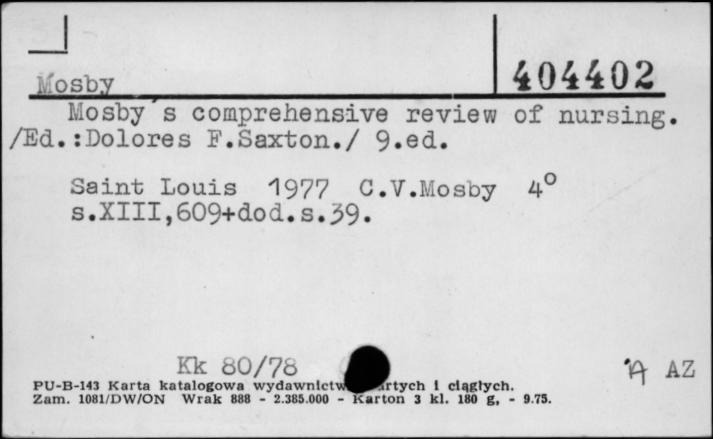 404402
Mosby
Mosby's comprehensive review of nursing.
/Ed.:Dolores F.Saxton./ 9.ed.
Saint Louis 1977 C.V.Mosby 4°
s.XIII,609+dod.s.39.
Kk 80/78
AZ
PU-B-143 Karta katalogowa i ciągłych.
Zam. 1081/DW/ON Wrak 888 - 2.385.000 - Karton 3 kl. 180 g, - 9.75.